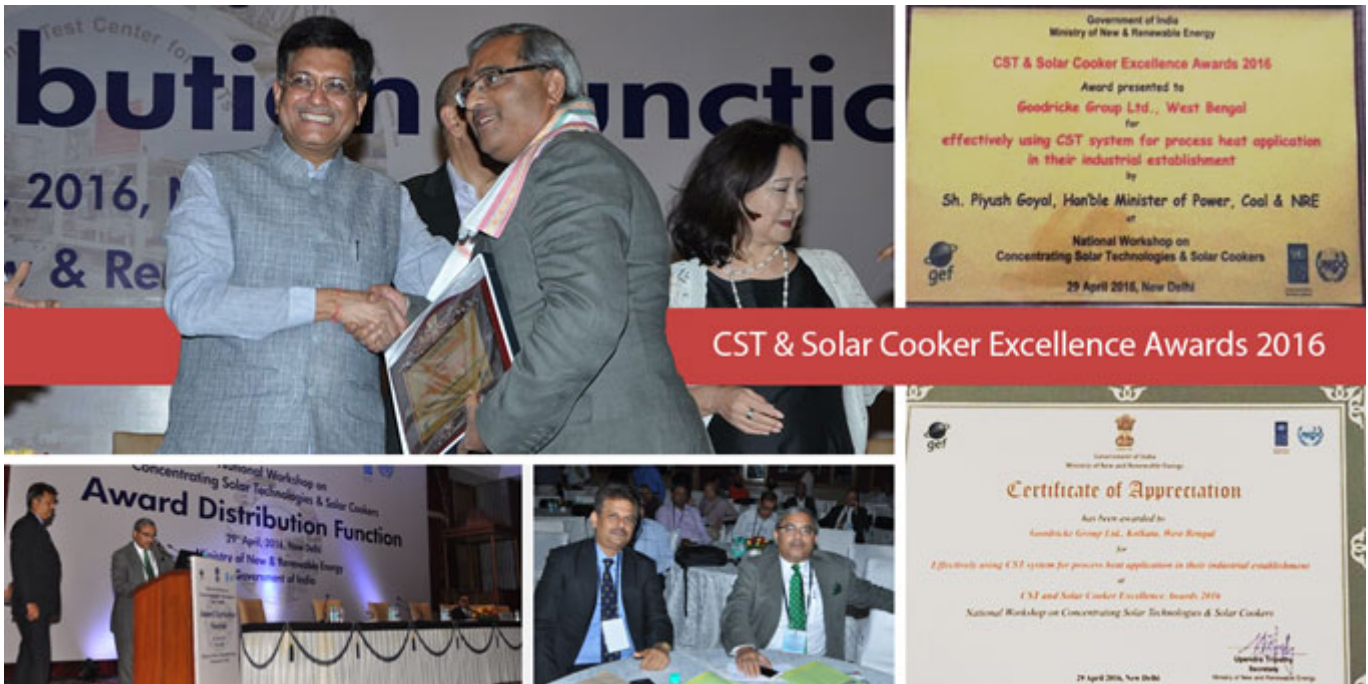 Test Center for
bution Function
, 2016, N
y & Re
Government of India
Ministry of New & Renewable Energy
CST & Solar Cooker Excellence Awards 2016
Award presented to
Goodricke Group Ltd., West Bengal
for
effectively using CST system for process heat application
in their industrial establishment
by
Sh. Piyush Goyal, Hon'ble Minister of Power, Coal & NRE
at
National Workshop on
Concentrating Solar Technologies & Solar Cookers
gef
29 April 2016, New Delhi
CST & Solar Cooker Excellence Awards 2016
National Workshop on
Concentrating Solar Technologies & Solar Cookers
Award Distribution Function
29th April, 2016, New Delhi
Ministry of New & Renewable Energy
Government of India
gef
Government of India
Ministry of New and Renewable Energy
Certificate of Appreciation
has been awarded to
Goodricke Group Ltd., Kolkata, West Bengal
for
Effectively using CST system for process heat application in their industrial establishment
at
CST and Solar Cooker Excellence Awards 2016
National Workshop on Concentrating Solar Technologies & Solar Cookers
Upendra Tripathy
Secretary
Ministry of New and Renewable Energy
29 April 2016, New Delhi